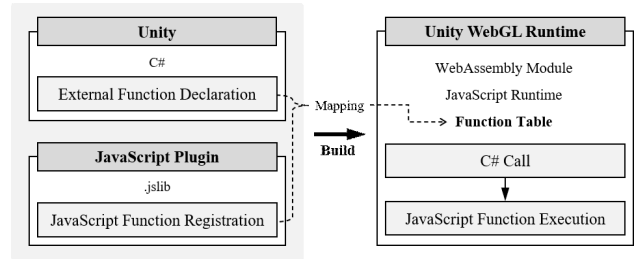 Unity
C#
External Function Declaration
JavaScript Plugin
.jslib
JavaScript Function Registration
Mapping
Build
Unity WebGL Runtime
WebAssembly Module
JavaScript Runtime
Function Table
C# Call
JavaScript Function Execution